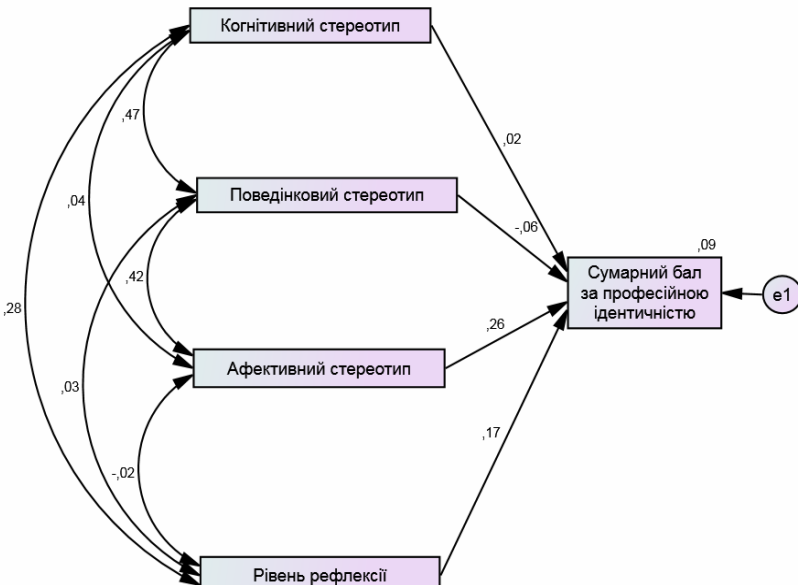 Когнітивний стереотип
,47
,02
,04
Поведінковий стереотип
-,06
,09
Сумарний бал
за професійною
ідентичністю
e1
,42
,28
,26
Афективний стереотип
,03
,17
-,02
Рівень рефлексії